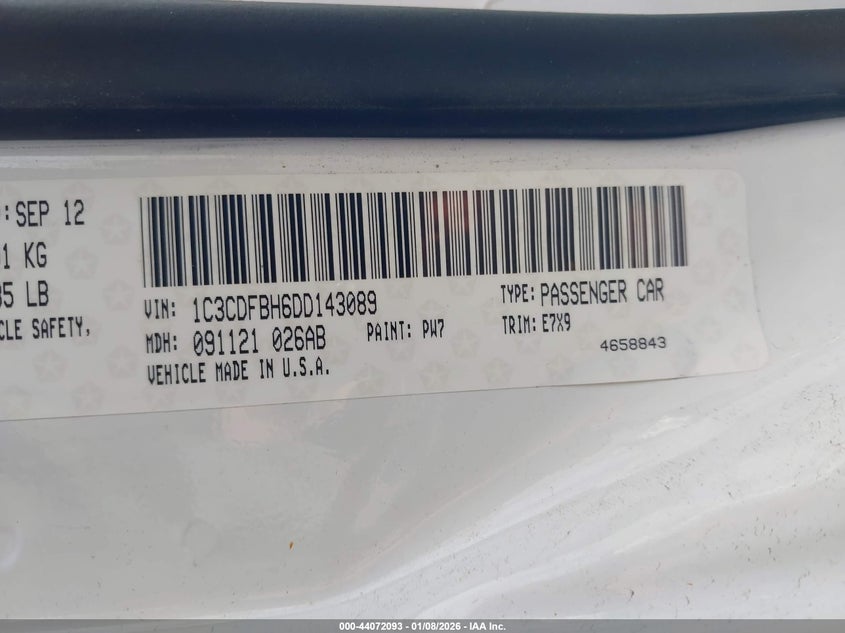 :SEP 12
1 KG
35 LB
CLE SAFETY,
VIN: 1C3CDFBH6DD143089
TYPE: PASSENGER CAR
MDH: 091121 026AB
PAINT: PW7
TRIM: E7X9
VEHICLE MADE IN U.S.A.
4658843
000-44072093 - 01/08/2026 - IAA Inc.